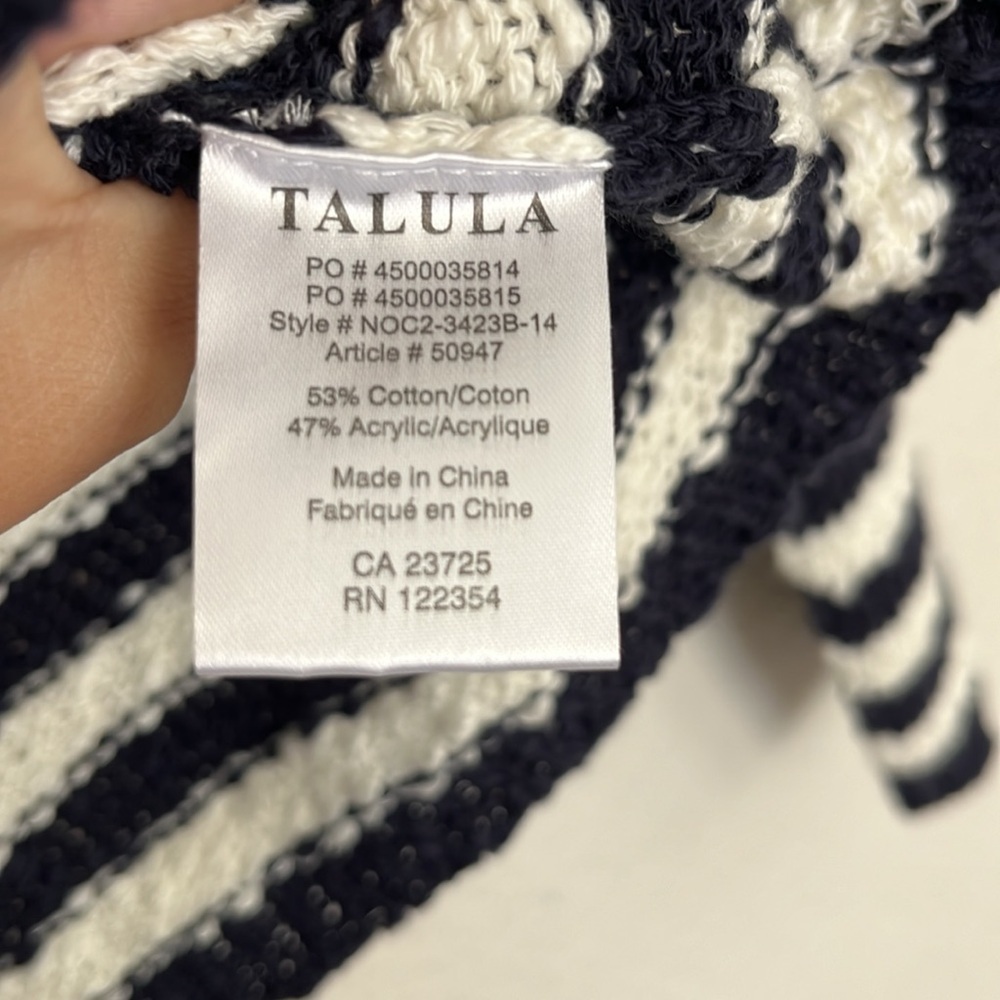 TALULA
PO # 4500035814
PO # 4500035815
Style # NOC2-3423B-14
Article # 50947
53% Cotton/Coton
47% Acrylic/Acrylique
Made in China
Fabriqué en Chine
CA 23725
RN 122354